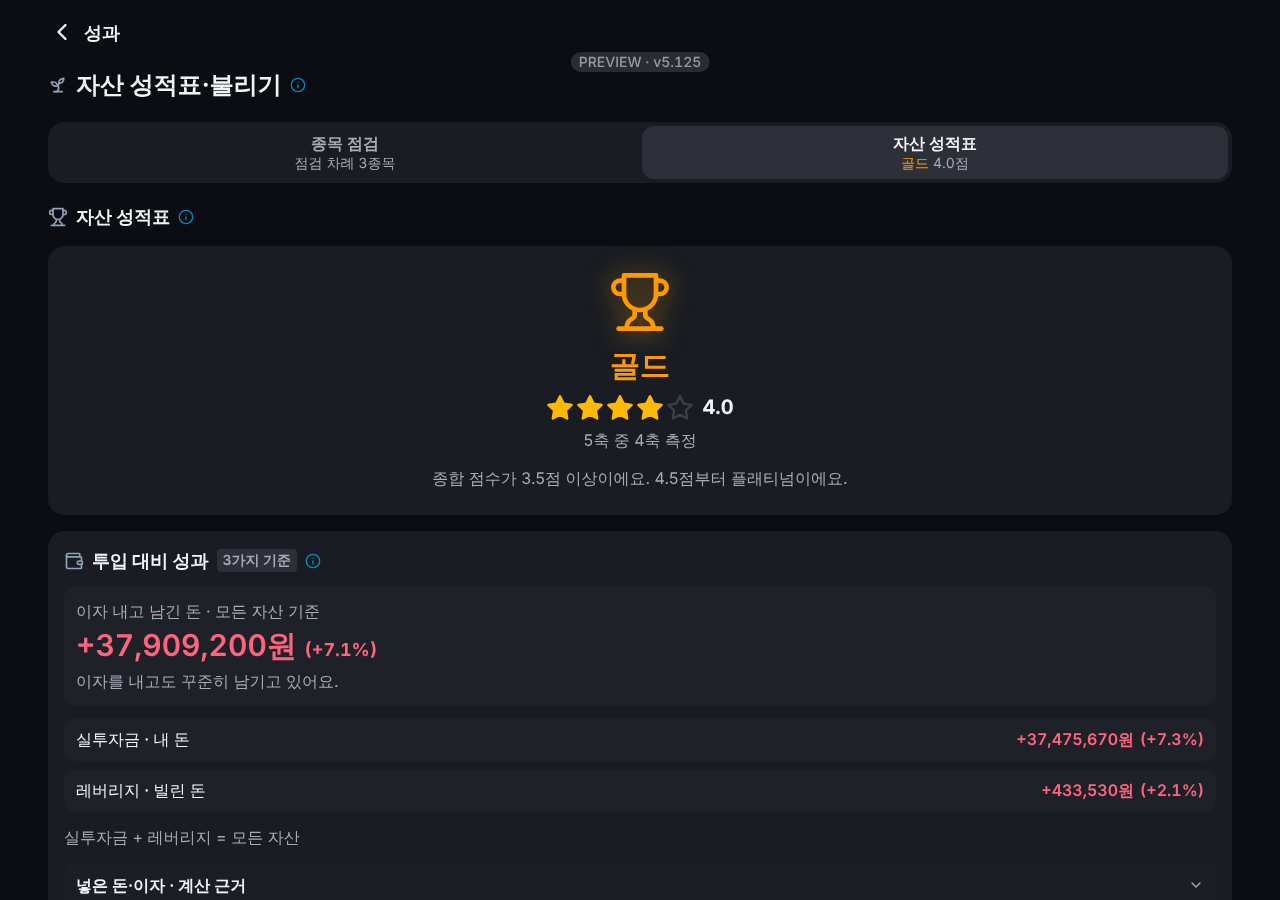 성과
PREVIEW · v5.125
자산 성적표·불리기
종목 점검
점검 차례 3종목
자산 성적표
골드 4.0점
자산 성적표
골드
4.0
5축 중 4축 측정
종합 점수가 3.5점 이상이에요. 4.5점부터 플래티넘이에요.
투입 대비 성과 3가지 기준
이자 내고 남긴 돈 · 모든 자산 기준
+37,909,200원 (+7.1%)
이자를 내고도 꾸준히 남기고 있어요.
실투자금 · 내 돈 +37,475,670원 (+7.3%)
레버리지 · 빌린 돈 +433,530원 (+2.1%)
실투자금 + 레버리지 = 모든 자산
넣은 돈·이자 · 계산 근거